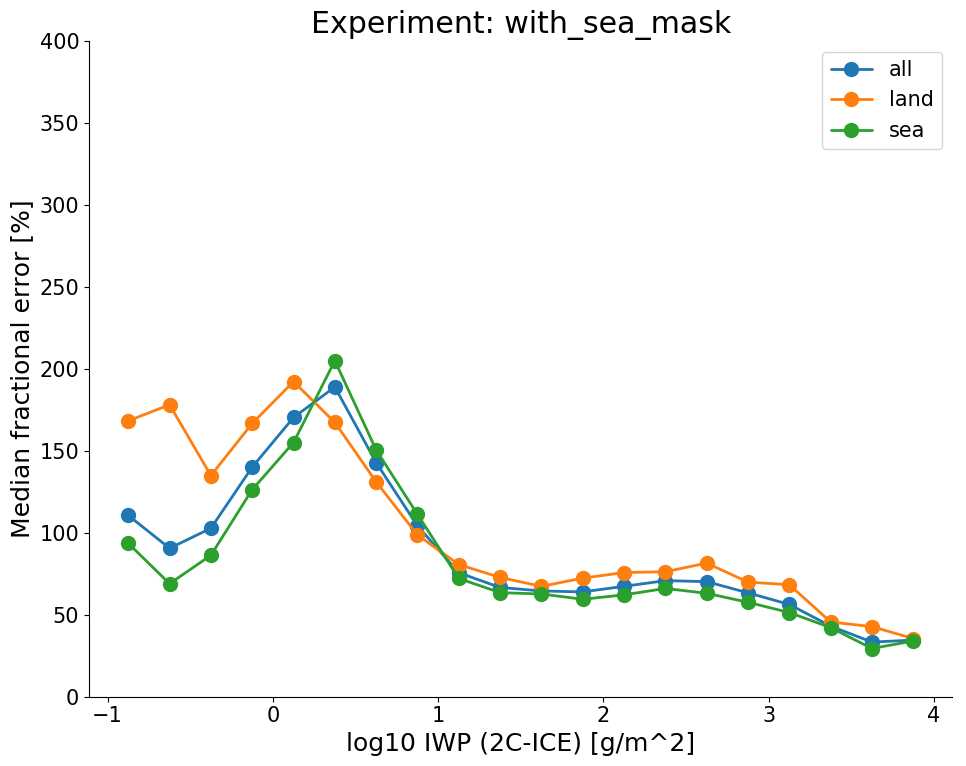 Experiment: with_sea_mask
400
350
300
250
200
150
100
50
0
Median fractional error [%]
all
land
sea
−1
0
1
2
3
4
log10 IWP (2C-ICE) [g/m^2]